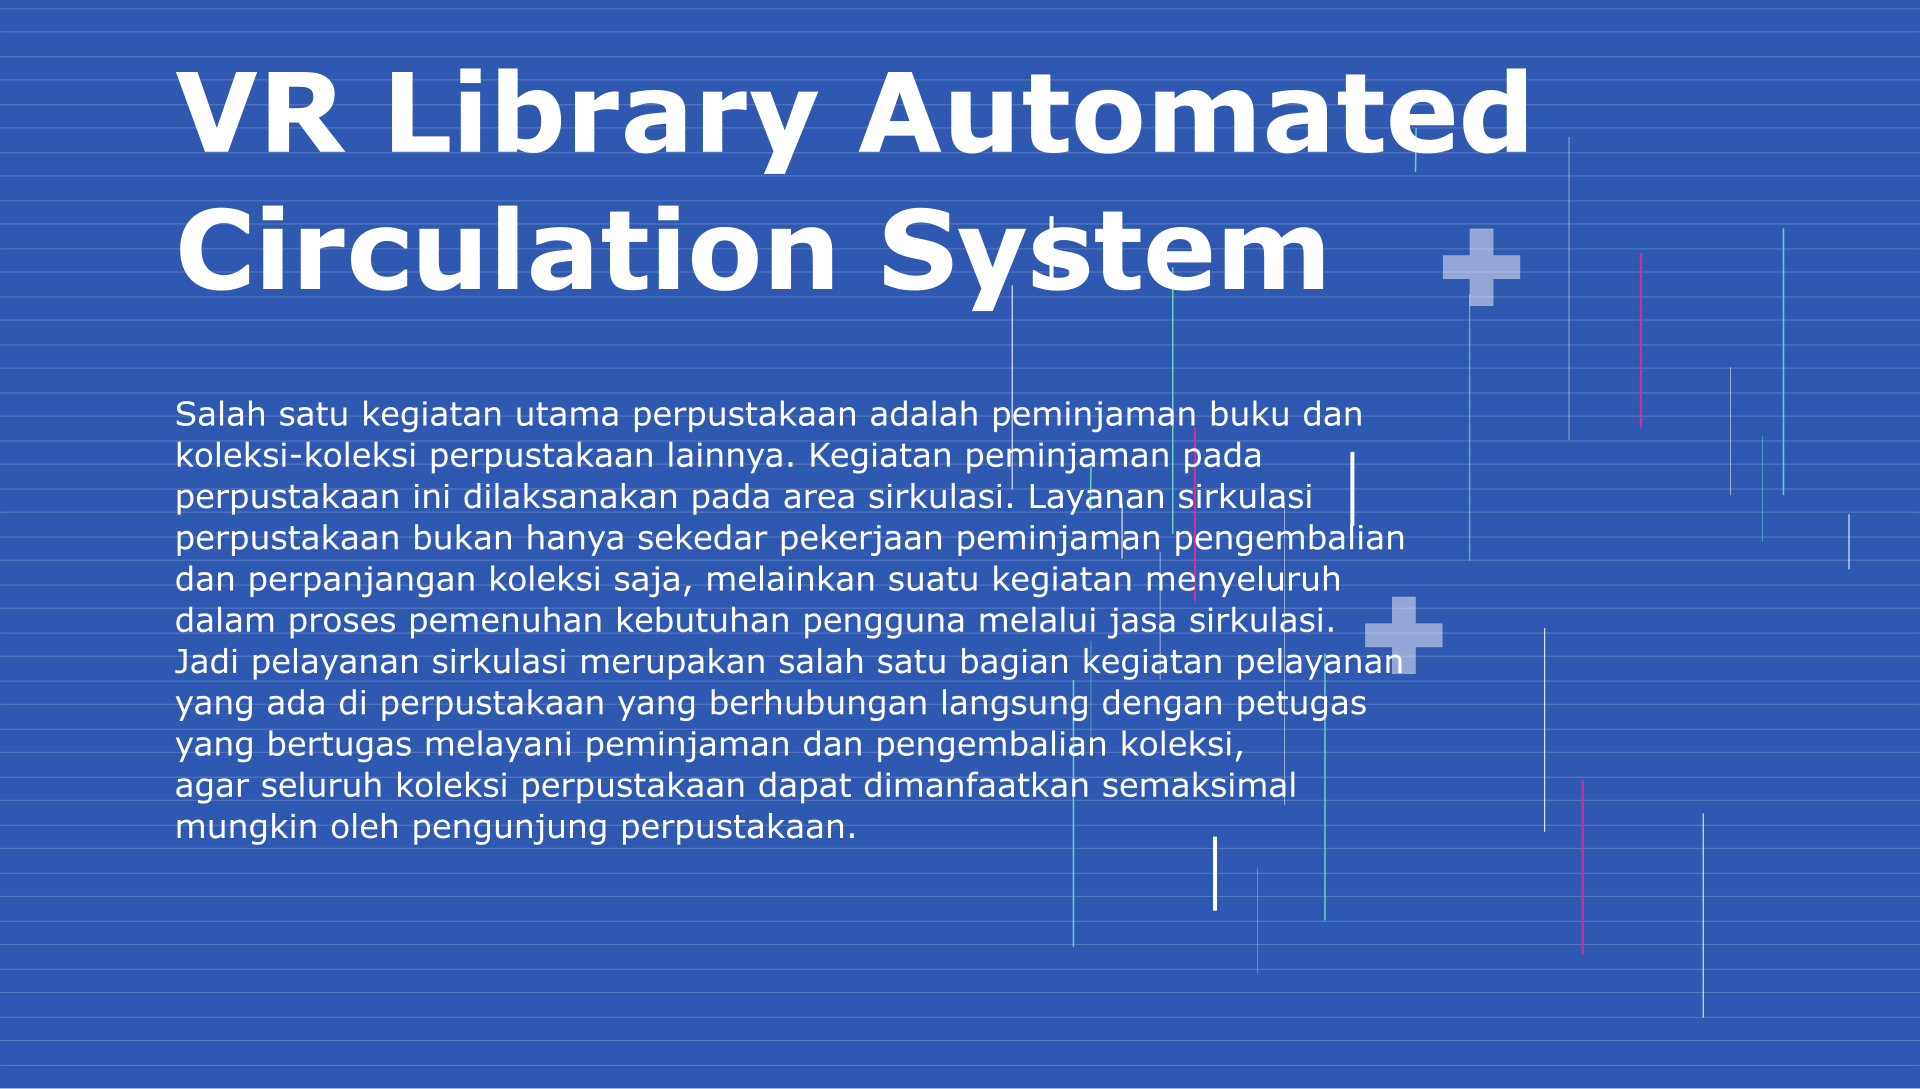 VR Library Automated
Circulation System
Salah satu kegiatan utama perpustakaan adalah peminjaman buku dan
koleksi-koleksi perpustakaan lainnya. Kegiatan peminjaman pada
perpustakaan ini dilaksanakan pada area sirkulasi. Layanan sirkulasi
perpustakaan bukan hanya sekedar pekerjaan peminjaman pengembalian
dan perpanjangan koleksi saja, melainkan suatu kegiatan menyeluruh
dalam proses pemenuhan kebutuhan pengguna melalui jasa sirkulasi.
Jadi pelayanan sirkulasi merupakan salah satu bagian kegiatan pelayanan
yang ada di perpustakaan yang berhubungan langsung dengan petugas
yang bertugas melayani peminjaman dan pengembalian koleksi,
agar seluruh koleksi perpustakaan dapat dimanfaatkan semaksimal
mungkin oleh pengunjung perpustakaan.